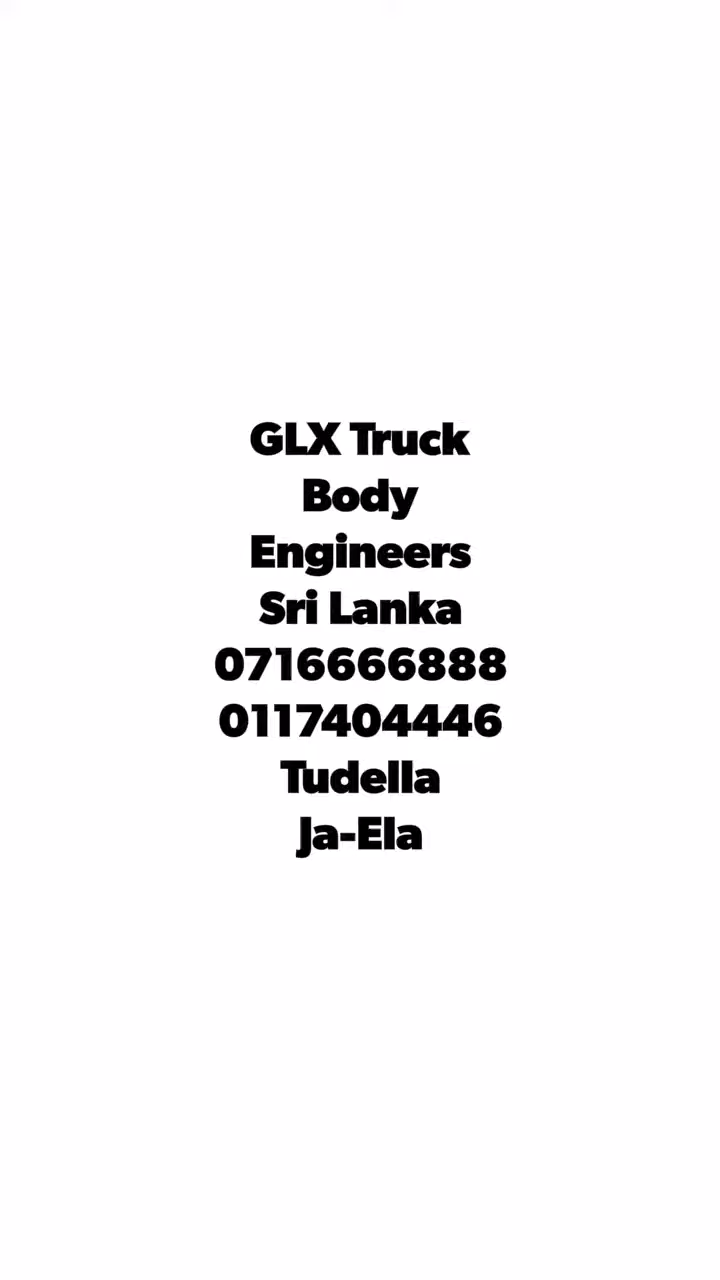 GLX Truck
Body
Engineers
Sri Lanka
0716666888
0117404446
Tudella
Ja-Ela